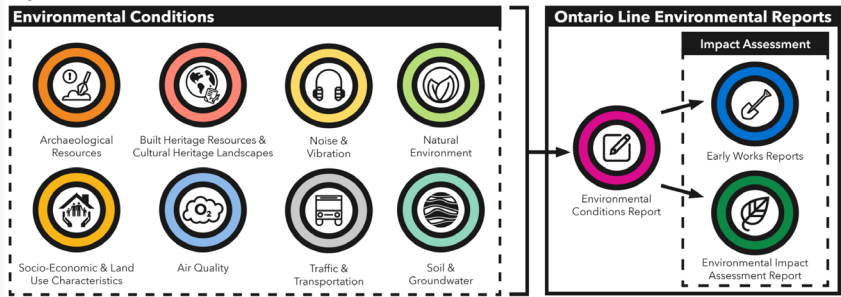 Environmental Conditions
Archaeological
Resources
Built Heritage Resources &
Cultural Heritage Landscapes
Noise &
Vibration
Natural
Environment
Socio-Economic & Land
Use Characteristics
O2
Air Quality
Traffic &
Transportation
Soil &
Groundwater
Ontario Line Environmental Reports
Environmental
Conditions Report
Impact Assessment
Early Works Reports
Environmental Impact
Assessment Report